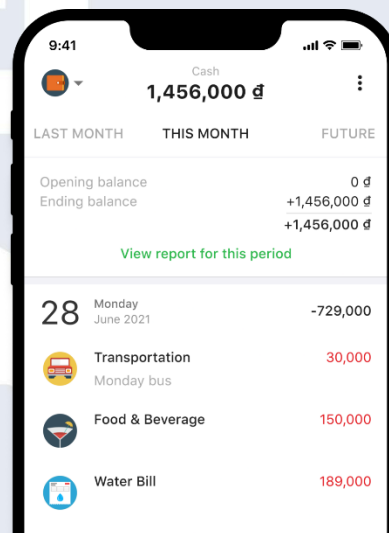 9:41
Cash
1,456,000 ₫
LAST MONTH THIS MONTH FUTURE
Opening balance 0 ₫
Ending balance +1,456,000 ₫
+1,456,000 ₫
View report for this period
28 Monday -729,000
June 2021
Transportation 30,000
Monday bus
Food & Beverage 150,000
Water Bill 189,000